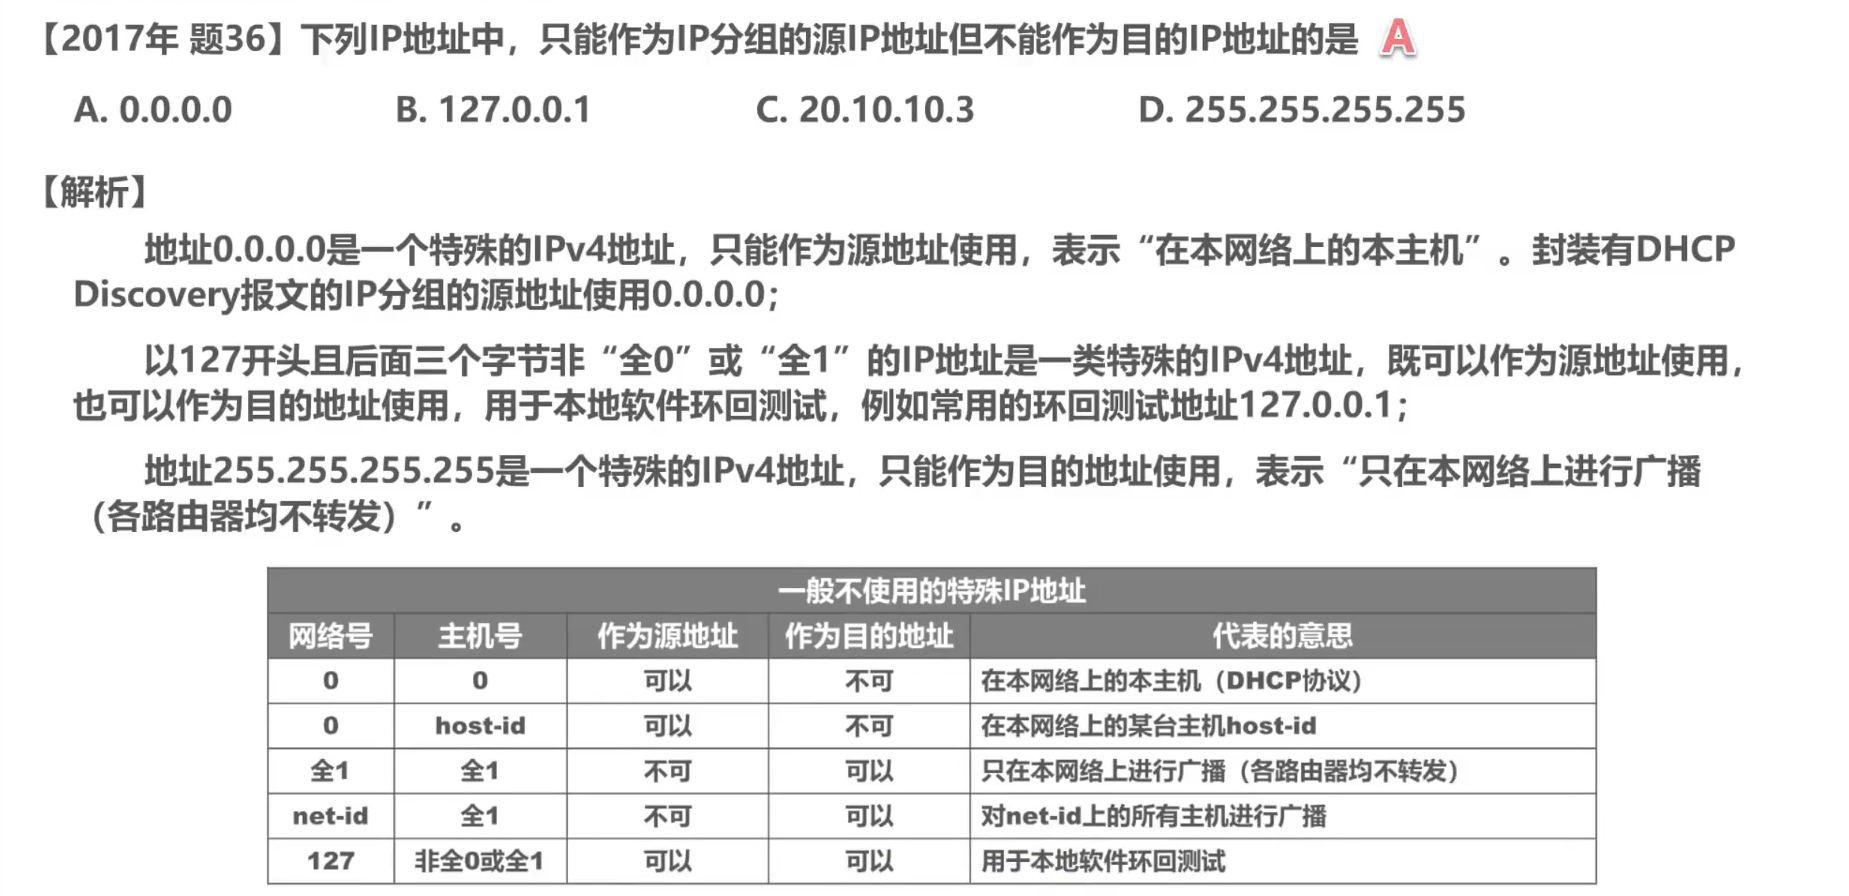 【2017年 题36】下列IP地址中，只能作为IP分组的源IP地址但不能作为目的IP地址的是 A
A. 0.0.0.0 B. 127.0.0.1 C. 20.10.10.3 D. 255.255.255.255
【解析】
地址0.0.0.0是一个特殊的IPv4地址，只能作为源地址使用，表示“在本网络上的本主机”。封装有DHCP
Discovery报文的IP分组的源地址使用0.0.0.0；
以127开头且后面三个字节非“全0”或“全1”的IP地址是一类特殊的IPv4地址，既可以作为源地址使用，
也可以作为目的地址使用，用于本地软件环回测试，例如常用的环回测试地址127.0.0.1；
地址255.255.255.255是一个特殊的IPv4地址，只能作为目的地址使用，表示“只在本网络上进行广播
（各路由器均不转发）”。
一般不使用的特殊IP地址
网络号 主机号 作为源地址 作为目的地址 代表的意思
0 0 可以 不可 在本网络上的本主机（DHCP协议）
0 host-id 可以 不可 在本网络上的某台主机host-id
全1 全1 不可 可以 只在本网络上进行广播（各路由器均不转发）
net-id 全1 不可 可以 对net-id上的所有主机进行广播
127 非全0或全1 可以 可以 用于本地软件环回测试